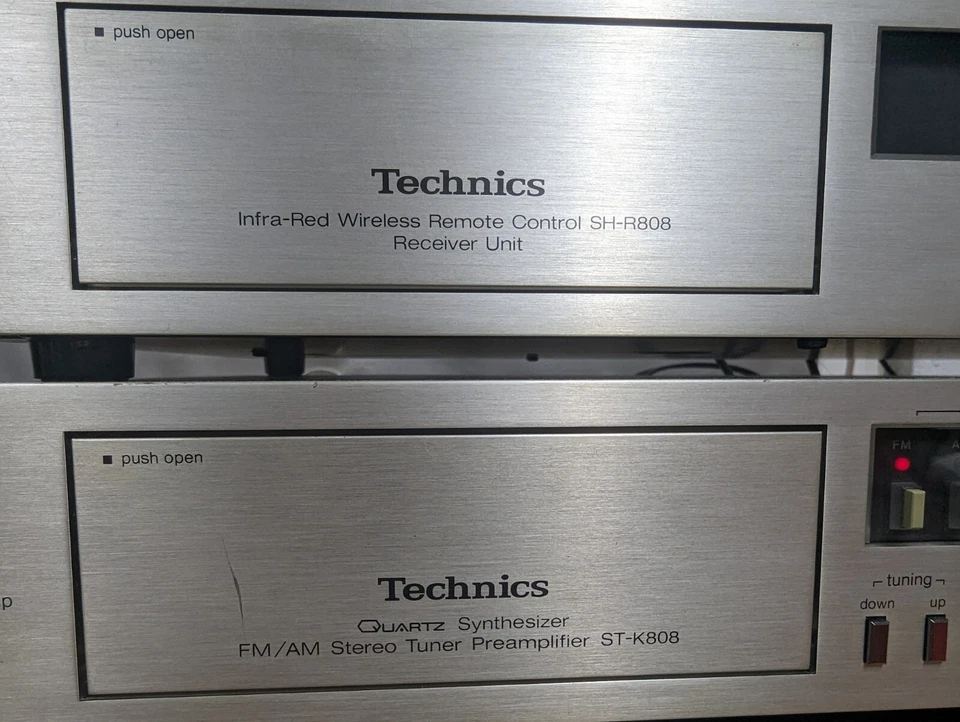 ■ push open
Technics
Infra-Red Wireless Remote Control SH-R808
Receiver Unit
■ push open
Technics
QUARTZ Synthesizer
FM/AM Stereo Tuner Preamplifier ST-K808
FM
tuning
down up
p